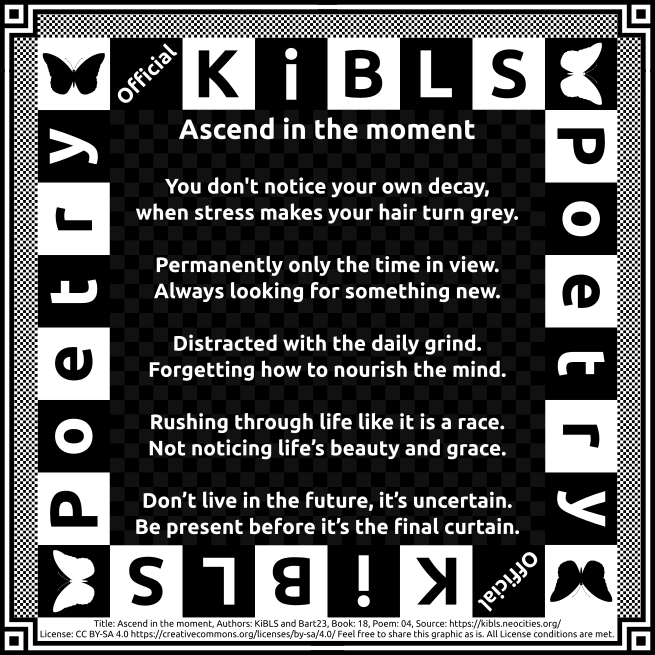 Official
KiBLS
Poetry
Poetry
Ascend in the moment
You don't notice your own decay,
when stress makes your hair turn grey.
Permanently only the time in view.
Always looking for something new.
Distracted with the daily grind.
Forgetting how to nourish the mind.
Rushing through life like it is a race.
Not noticing life’s beauty and grace.
Don’t live in the future, it’s uncertain.
Be present before it’s the final curtain.
Official
KiBLS
Title: Ascend in the moment, Authors: KiBLS and Bart23, Book: 18, Poem: 04, Source: https://kibls.neocities.org/
License: CC BY-SA 4.0 https://creativecommons.org/licenses/by-sa/4.0/ Feel free to share this graphic as is. All License conditions are met.